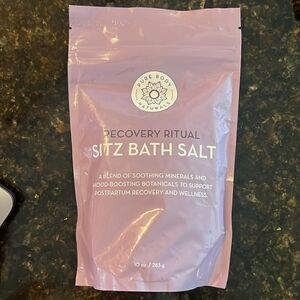 PURE BODY
NATURALS
RECOVERY RITUAL
SITZ BATH SALT
A BLEND OF SOOTHING MINERALS AND
MOOD-BOOSTING BOTANICALS TO SUPPORT
POSTPARTUM RECOVERY AND WELLNESS.
10 oz / 283 g